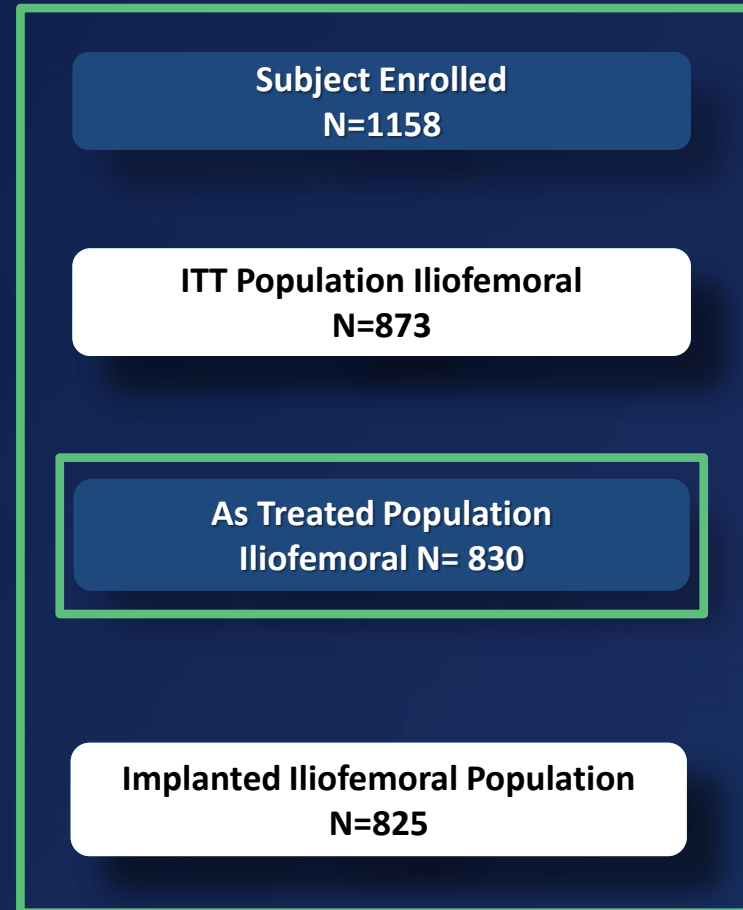 Subject Enrolled
N=1158
ITT Population Iliofemoral
N=873
As Treated Population
Iliofemoral N= 830
Implanted Iliofemoral Population
N=825